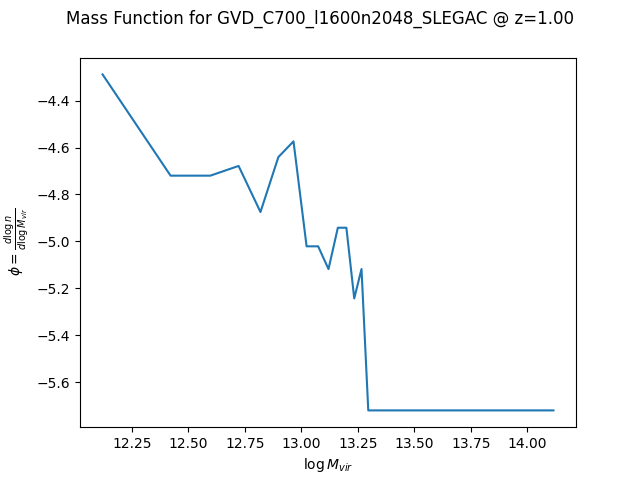 Mass Function for GVD_C700_l1600n2048_SLEGAC @ z=1.00
−4.4
−4.6
−4.8
−5.0
−5.2
−5.4
−5.6
ϕ = d log n / d log M_vir
12.25 12.50 12.75 13.00 13.25 13.50 13.75 14.00
log M_vir